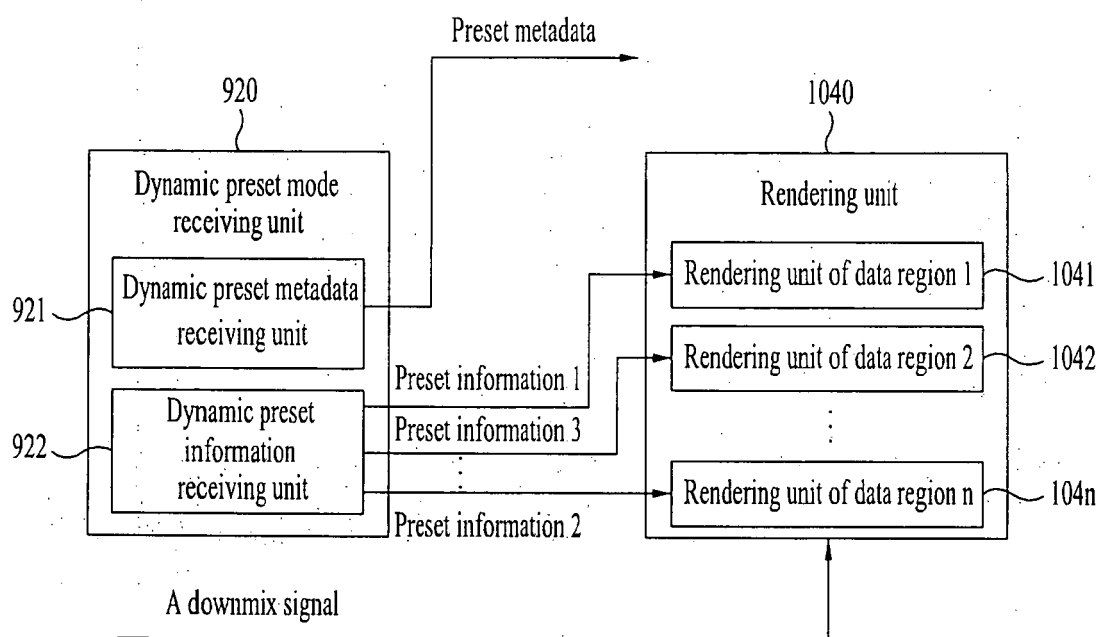 Preset metadata
920
1040
Dynamic preset mode
receiving unit
Rendering unit
921
Dynamic preset metadata
receiving unit
Rendering unit of data region 1
1041
Rendering unit of data region 2
1042
Preset information 1
922
Dynamic preset
information
receiving unit
Preset information 3
Rendering unit of data region n
104n
Preset information 2
A downmix signal